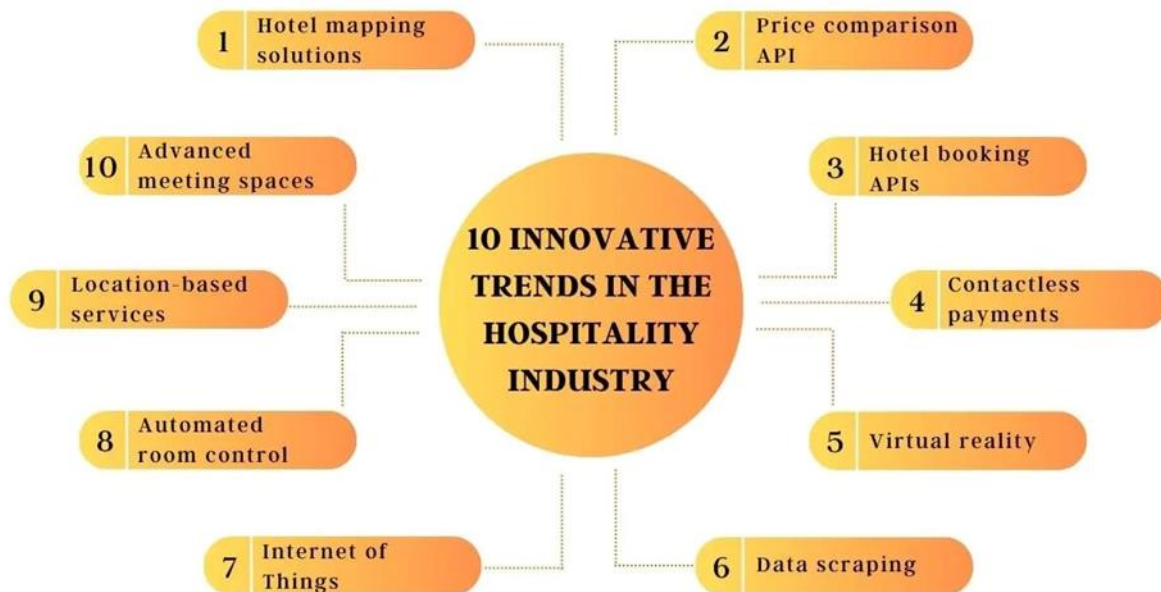 1 Hotel mapping
solutions
2 Price comparison
API
10 Advanced
meeting spaces
3 Hotel booking
APIs
10 INNOVATIVE
TRENDS IN THE
HOSPITALITY
INDUSTRY
9 Location-based
services
4 Contactless
payments
8 Automated
room control
5 Virtual reality
7 Internet of
Things
6 Data scraping